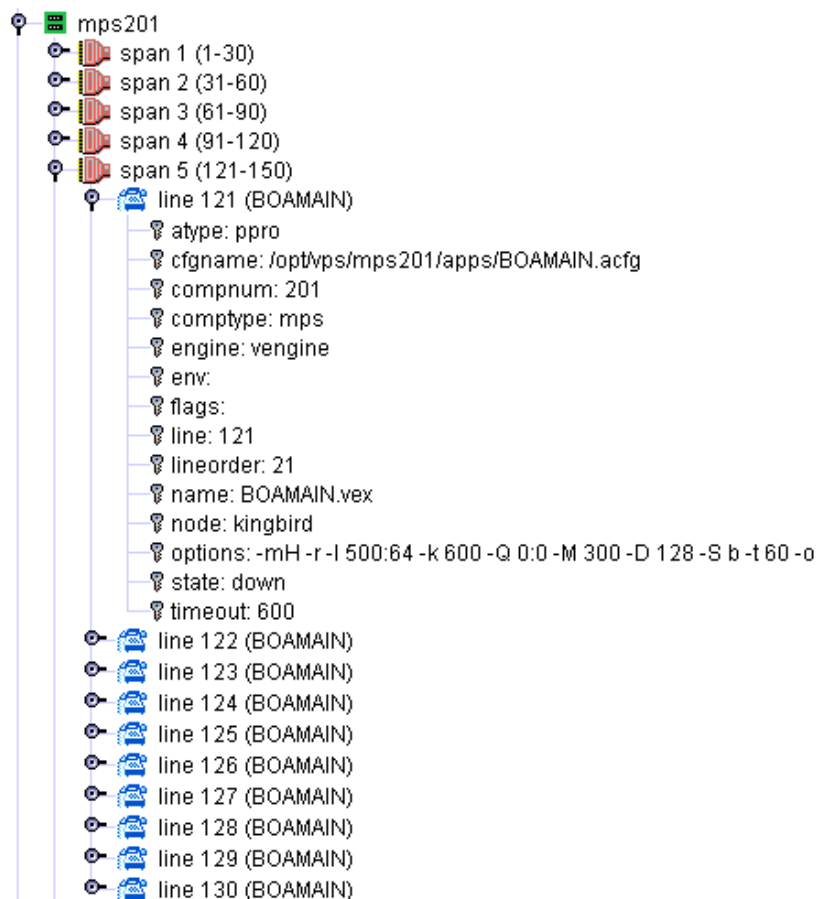 mps201
span 1 (1-30)
span 2 (31-60)
span 3 (61-90)
span 4 (91-120)
span 5 (121-150)
line 121 (BOAMAIN)
atype: ppro
cfgname: /opt/vps/mps201/apps/BOAMAIN.acfg
compnum: 201
comptype: mps
engine: vengine
env:
flags:
line: 121
lineorder: 21
name: BOAMAIN.vex
node: kingbird
options: -mH -r -l 500:64 -k 600 -Q 0:0 -M 300 -D 128 -S b -t 60 -o
state: down
timeout: 600
line 122 (BOAMAIN)
line 123 (BOAMAIN)
line 124 (BOAMAIN)
line 125 (BOAMAIN)
line 126 (BOAMAIN)
line 127 (BOAMAIN)
line 128 (BOAMAIN)
line 129 (BOAMAIN)
line 130 (BOAMAIN)